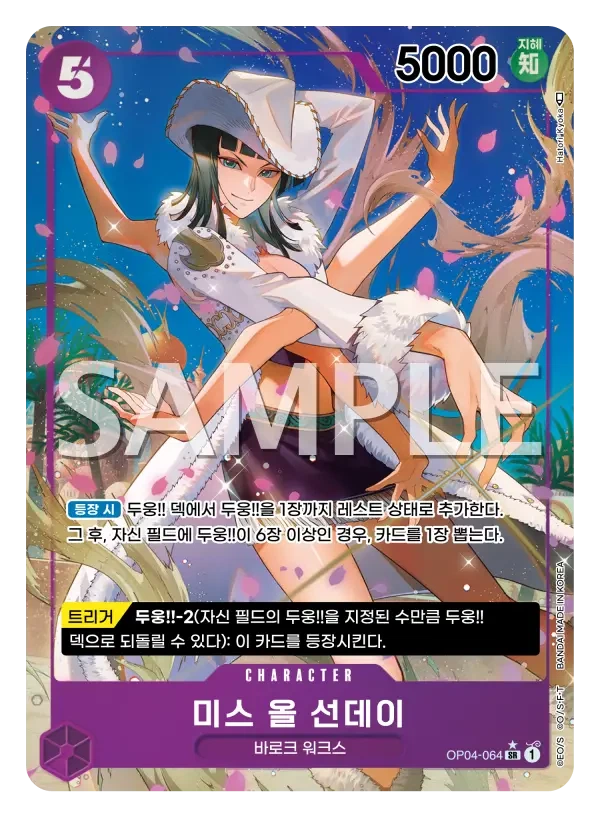 5
5000
지혜
知
Hatori Kyoka
SAMPLE
등장 시 두웅!! 덱에서 두웅!!을 1장까지 레스트 상태로 추가한다.
그 후, 자신 필드에 두웅!!이 6장 이상인 경우, 카드를 1장 뽑는다.
트리거 두웅!!-2(자신 필드의 두웅!!을 지정된 수만큼 두웅!!
덱으로 되돌릴 수 있다): 이 카드를 등장시킨다.
CHARACTER
미스 올 선데이
바로크 워크스
OP04-064 SR 1
©EO/S ©O/S·F·T BANDAI MADE IN KOREA